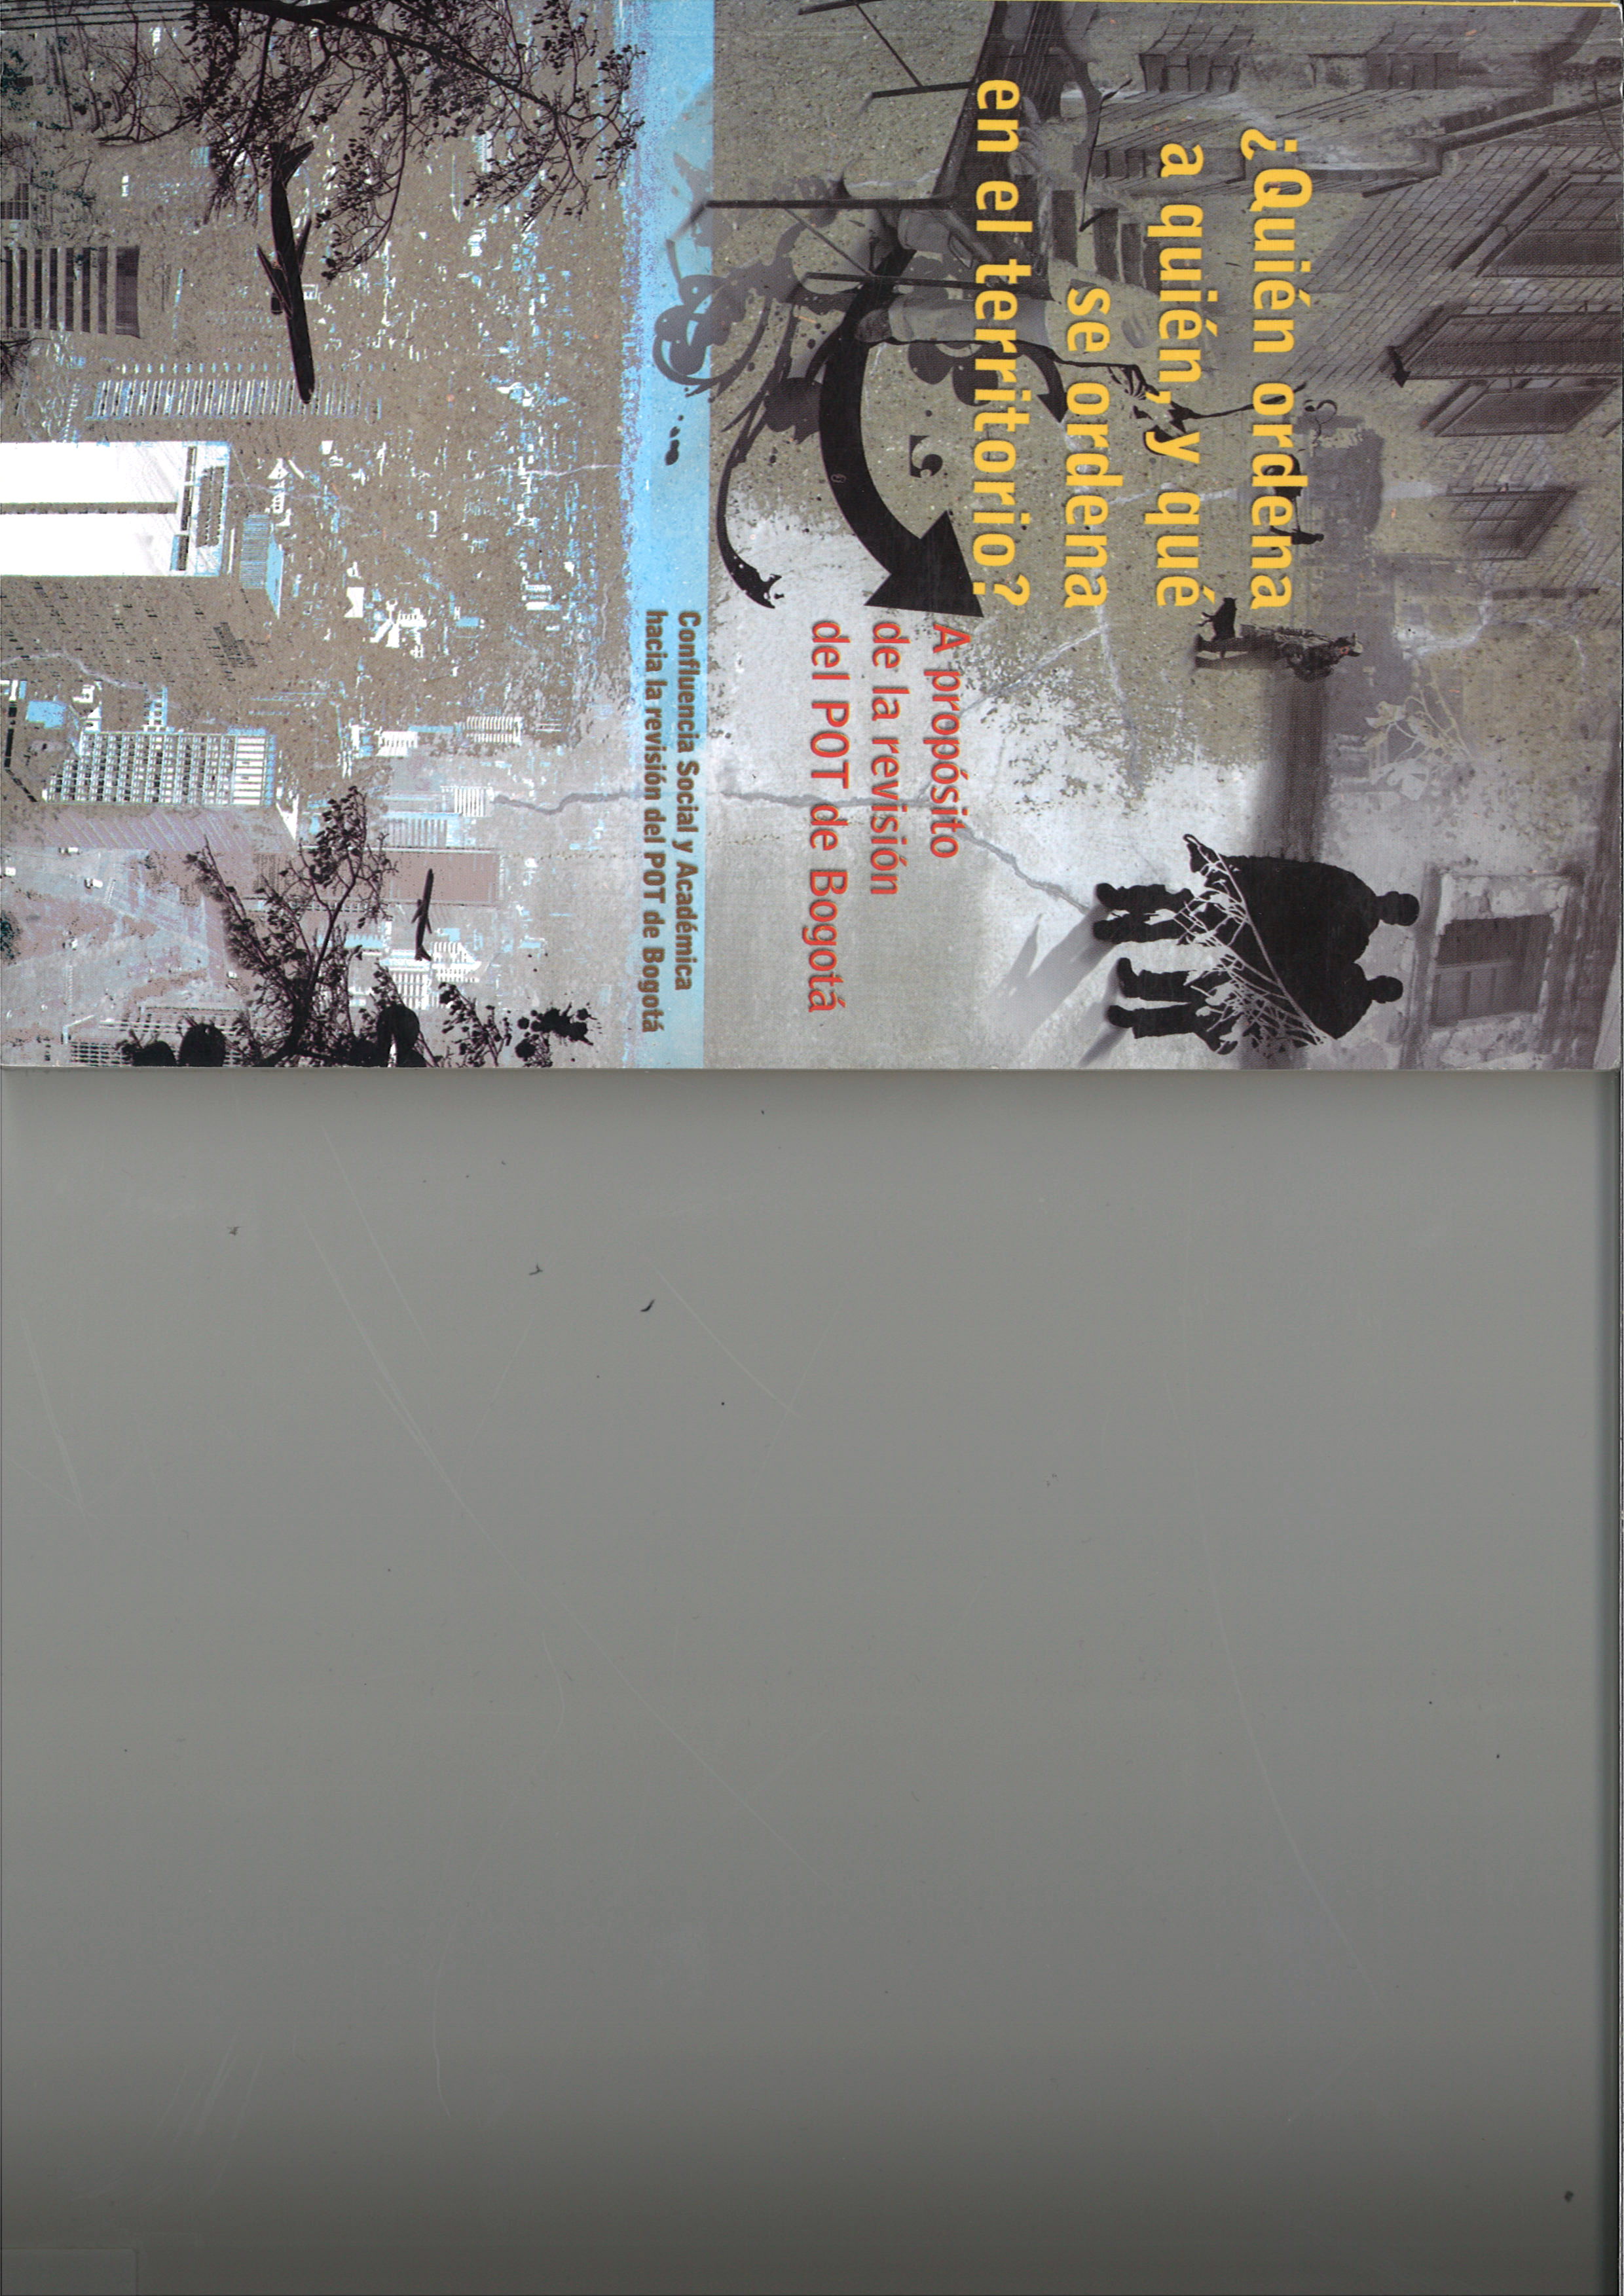 ¿Quién ordena
a quién, y qué
se ordena
en el territorio?
A propósito
de la revisión
del POT de Bogotá
Confluencia Social y Académica
hacia la revisión del POT de Bogotá